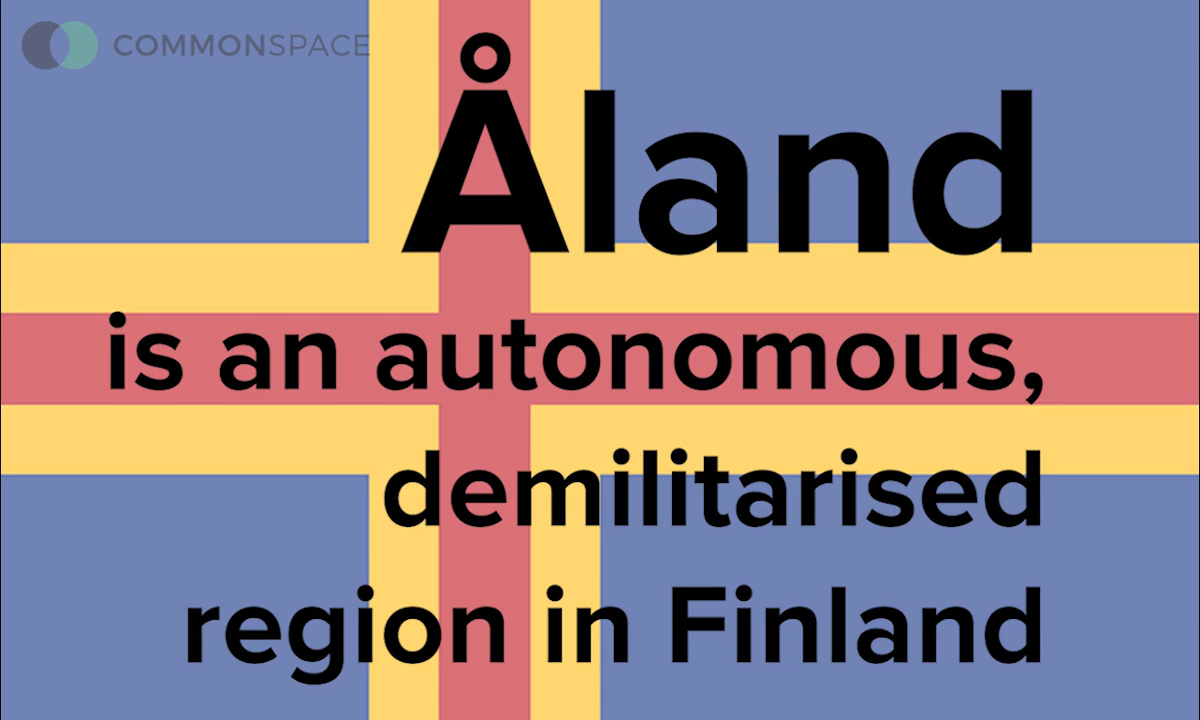 COMMONSPACE
Åland
is an autonomous,
demilitarised
region in Finland